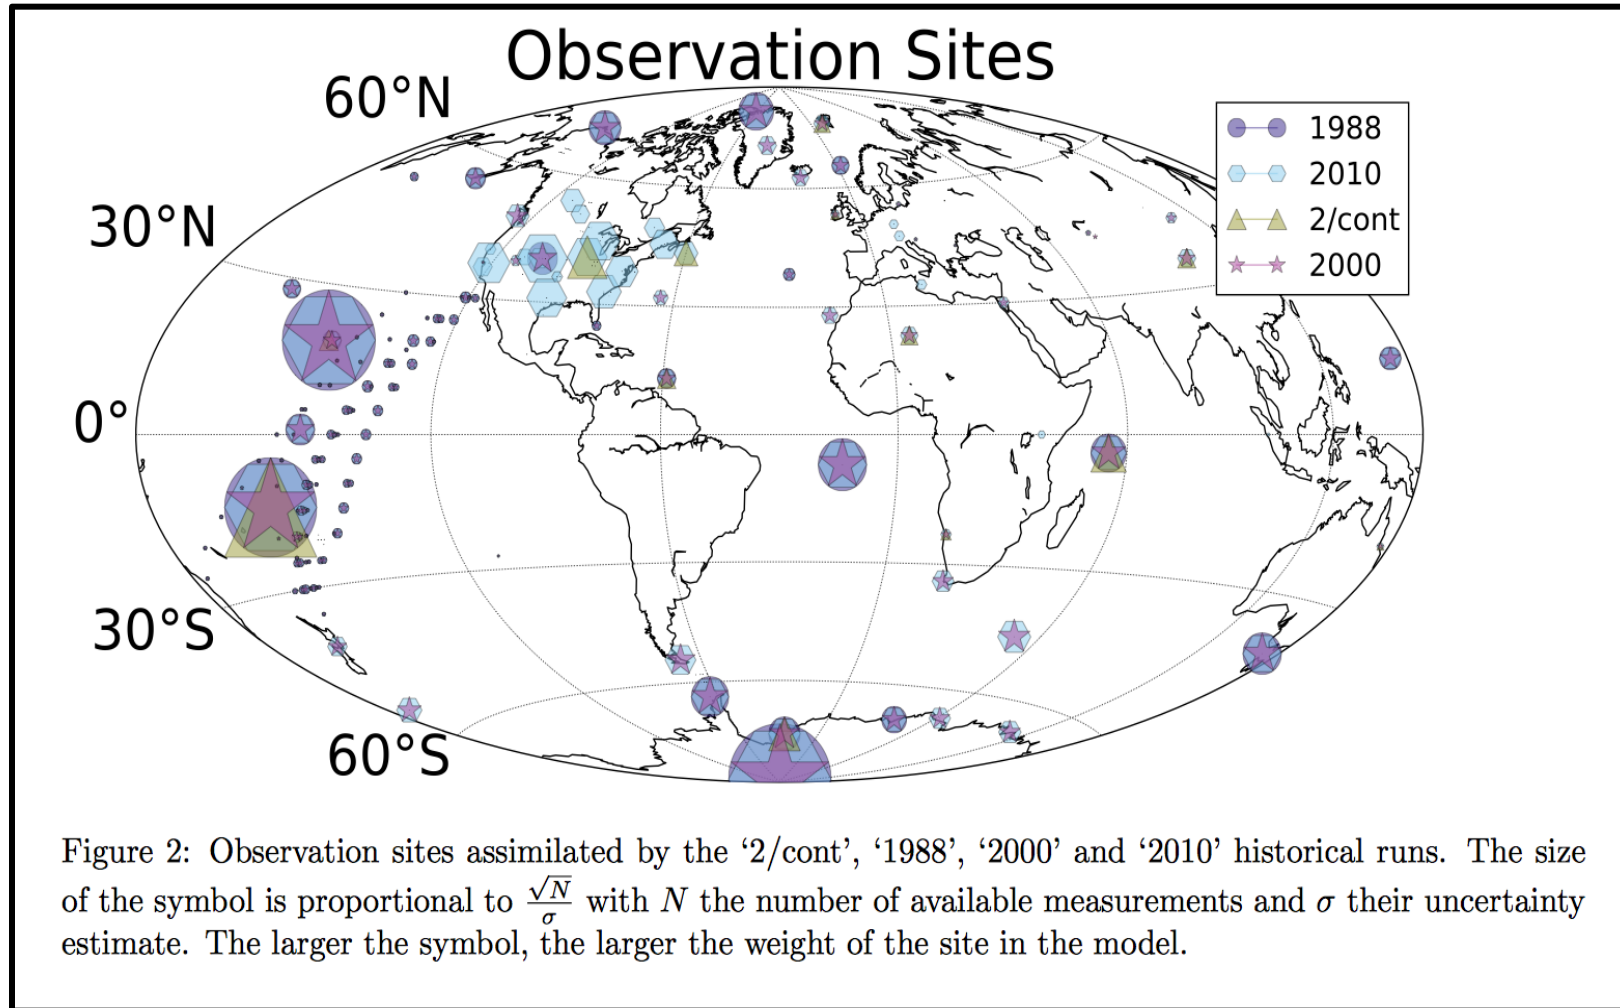 Observation Sites
60°N
30°N
0°
30°S
60°S
1988
2010
2/cont
2000
Figure 2: Observation sites assimilated by the ‘2/cont’, ‘1988’, ‘2000’ and ‘2010’ historical runs. The size
of the symbol is proportional to √N/σ with N the number of available measurements and σ their uncertainty
estimate. The larger the symbol, the larger the weight of the site in the model.